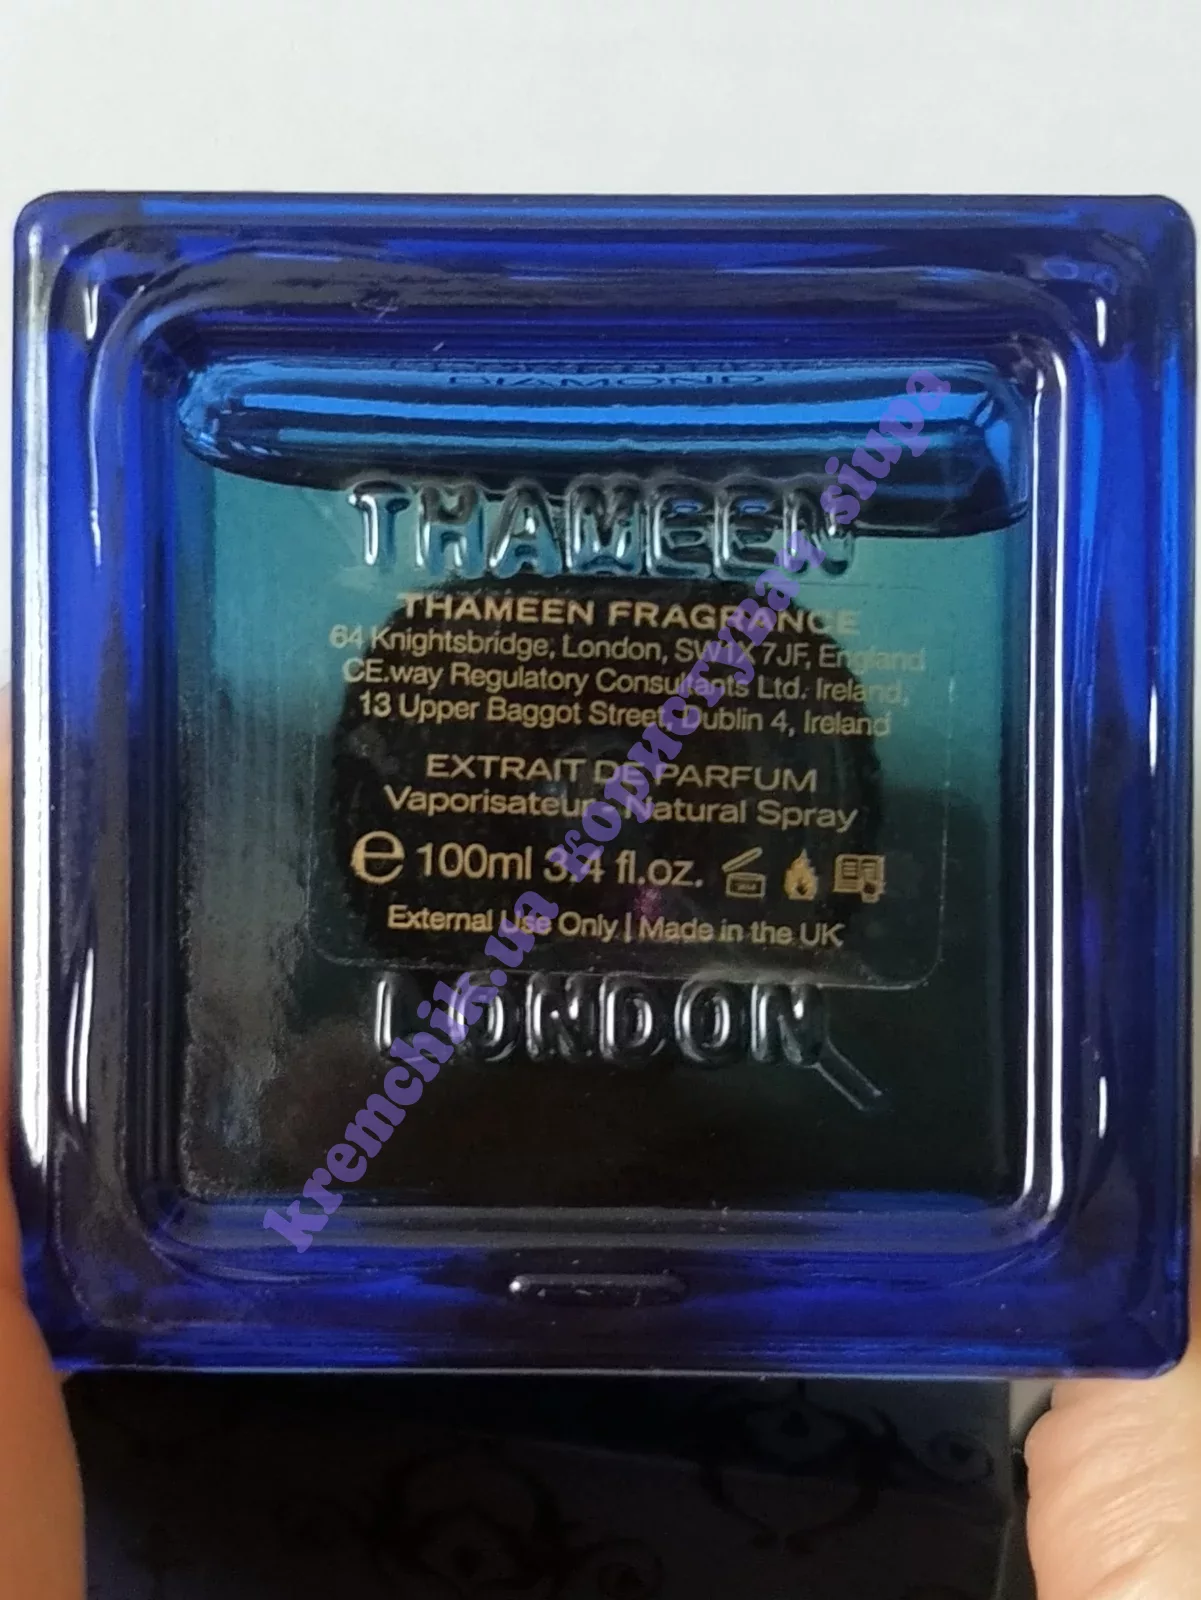 DIAMOND
THAMEEN
THAMEEN FRAGRANCE
64 Knightsbridge, London, SW1X 7JF, England
CE.way Regulatory Consultants Ltd. Ireland,
13 Upper Baggot Street, Dublin 4, Ireland
EXTRAIT DE PARFUM
Vaporisateur - Natural Spray
e 100ml 3,4 fl.oz.
External Use Only | Made in the UK
LONDON
kremchik.ua користувач siupa